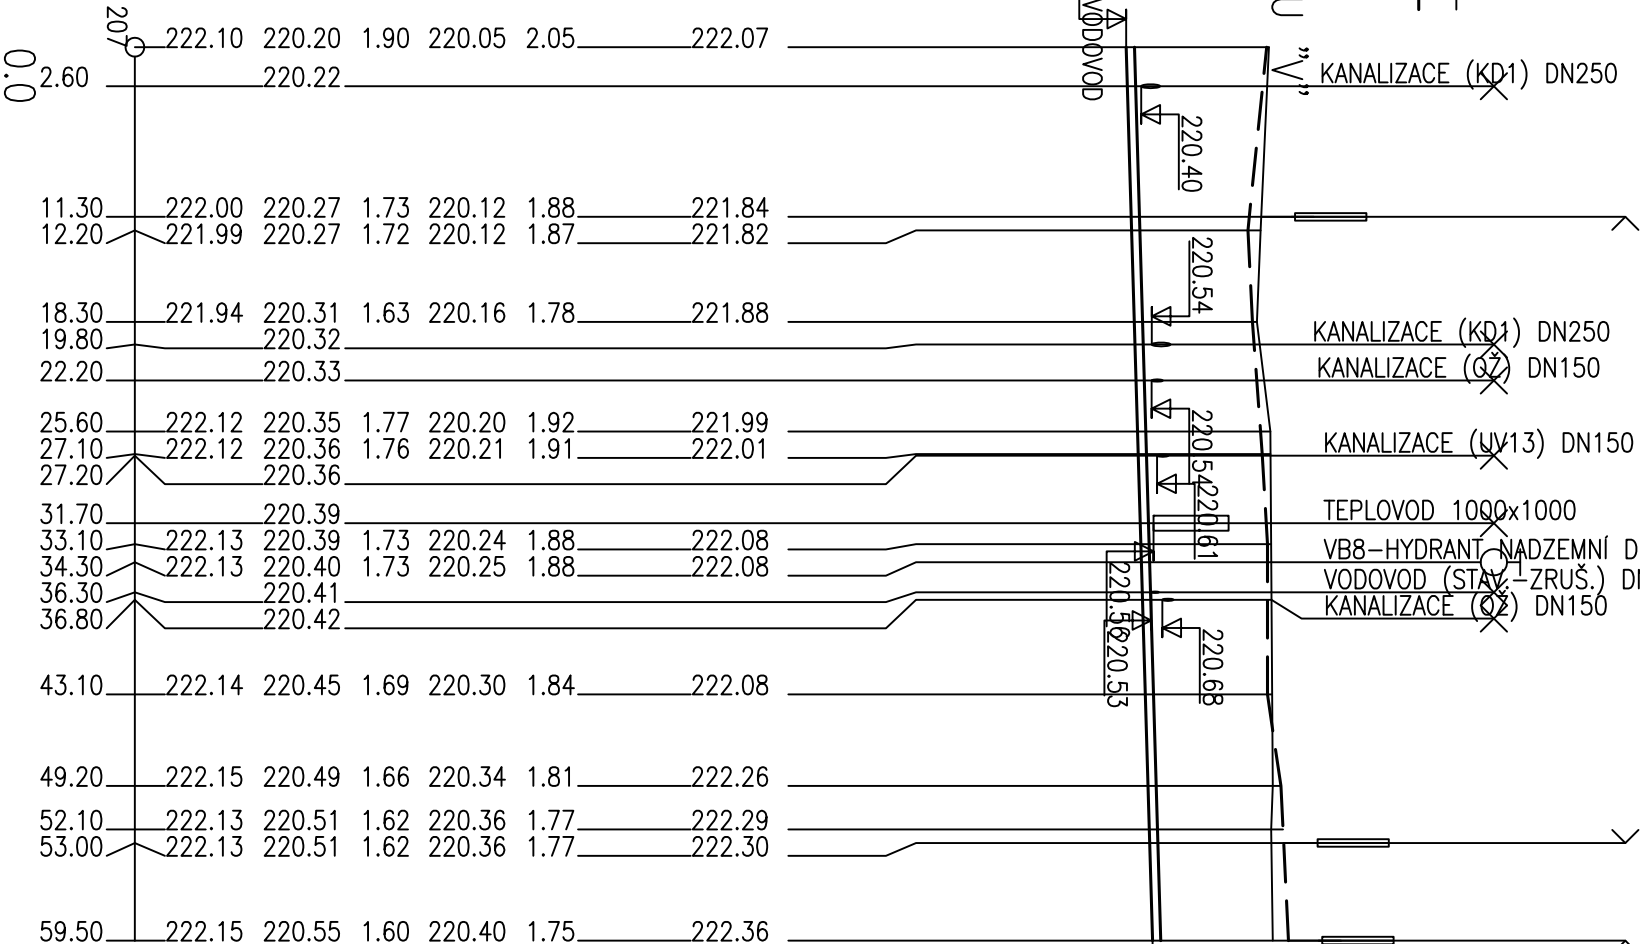 207
0.0
222.10 220.20 1.90 220.05 2.05 222.07
2.60 220.22 KANALIZACE (KD1) DN250
VODOVOD
„V”
220.40
11.30 222.00 220.27 1.73 220.12 1.88 221.84
12.20 221.99 220.27 1.72 220.12 1.87 221.82
220.54
18.30 221.94 220.31 1.63 220.16 1.78 221.88
19.80 220.32 KANALIZACE (KD1) DN250
22.20 220.33 KANALIZACE (OŽ) DN150
25.60 222.12 220.35 1.77 220.20 1.92 221.99
27.10 222.12 220.36 1.76 220.21 1.91 222.01 KANALIZACE (UV13) DN150
220.54
27.20 220.36
31.70 220.39 TEPLOVOD 1000x1000
220.61
33.10 222.13 220.39 1.73 220.24 1.88 222.08
34.30 222.13 220.40 1.73 220.25 1.88 222.08 VB8-HYDRANT NADZEMNÍ D
36.30 220.41 VODOVOD (STAV.-ZRUŠ.)
36.80 220.42 KANALIZACE (OŽ) DN150
220.56
220.53
220.68
43.10 222.14 220.45 1.69 220.30 1.84 222.08
49.20 222.15 220.49 1.66 220.34 1.81 222.26
52.10 222.13 220.51 1.62 220.36 1.77 222.29
53.00 222.13 220.51 1.62 220.36 1.77 222.30
59.50 222.15 220.55 1.60 220.40 1.75 222.36